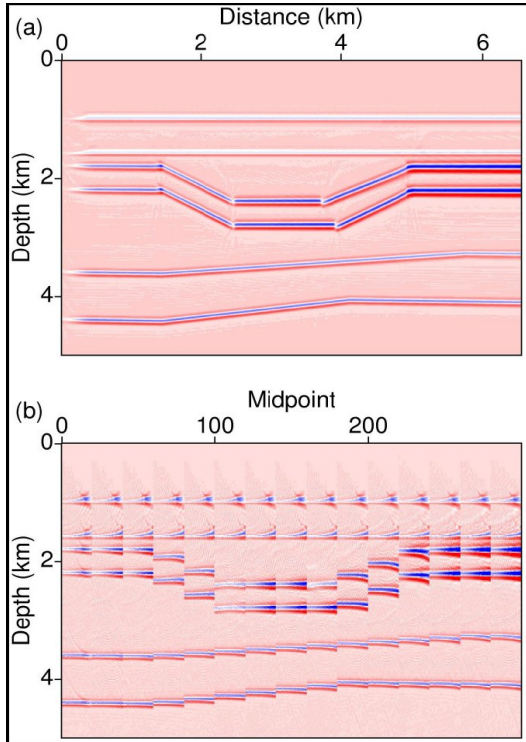 (a)
Distance (km)
0 2 4 6
0
2
4
Depth (km)
(b)
Midpoint
0 100 200
0
2
4
Depth (km)